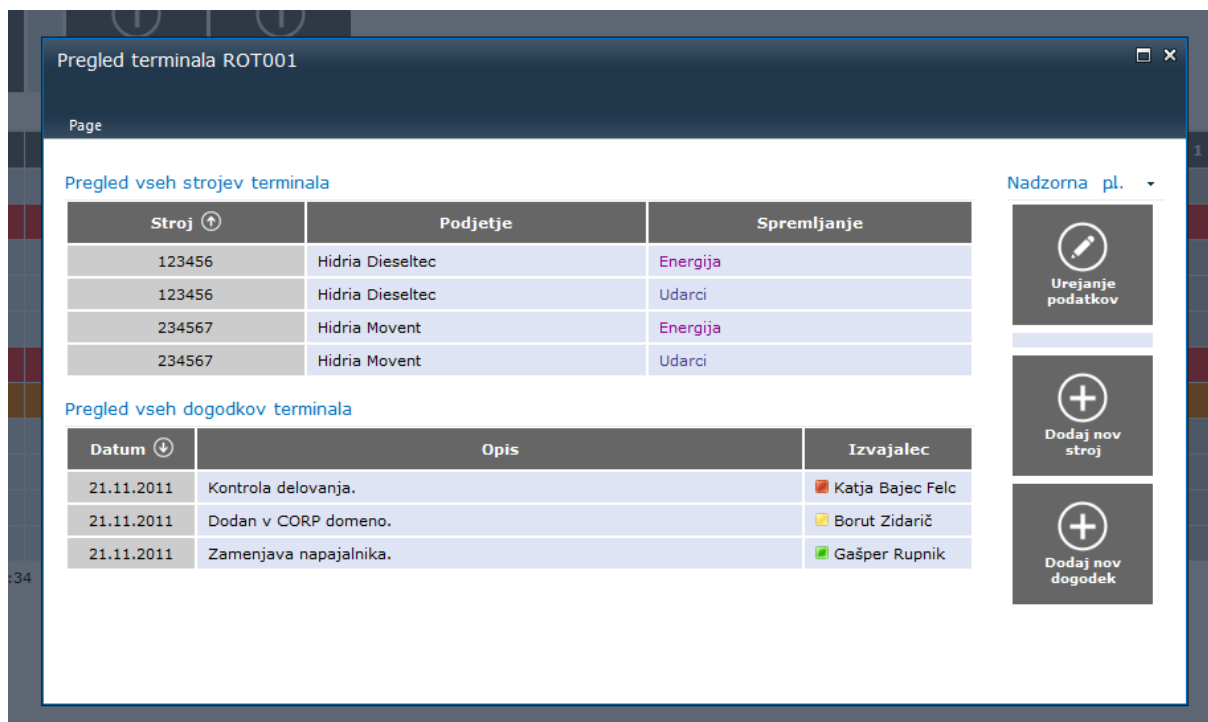 Pregled terminala ROT001
Page
1
Pregled vseh strojev terminala
Nadzorna pl.
Stroj Podjetje Spremljanje
123456 Hidria Dieseltec Energija
123456 Hidria Dieseltec Udarci
234567 Hidria Movent Energija
234567 Hidria Movent Udarci
Urejanje
podatkov
Pregled vseh dogodkov terminala
Datum Opis Izvajalec
21.11.2011 Kontrola delovanja. Katja Bajec Felc
21.11.2011 Dodan v CORP domeno. Borut Zidarič
21.11.2011 Zamenjava napajalnika. Gašper Rupnik
Dodaj nov
stroj
Dodaj nov
dogodek
:34